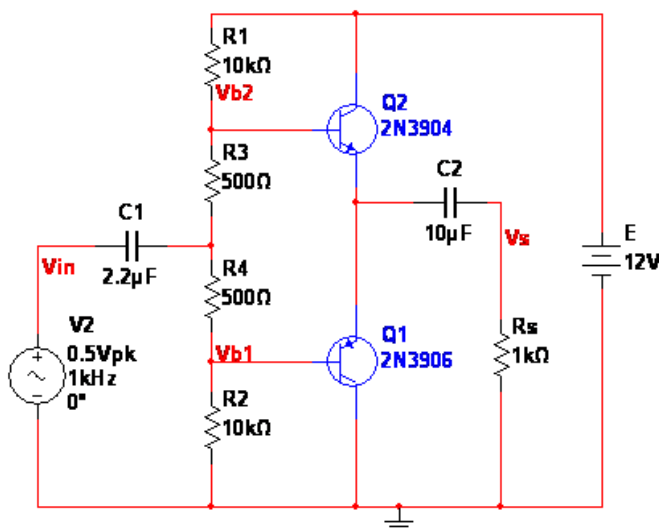 R1
10kΩ
Vb2
Q2
2N3904
R3
500Ω
C1
2.2µF
Vin
C2
10µF
Vs
E
12V
R4
500Ω
V2
0.5Vpk
1kHz
0°
Vb1
Q1
2N3906
Rs
1kΩ
R2
10kΩ